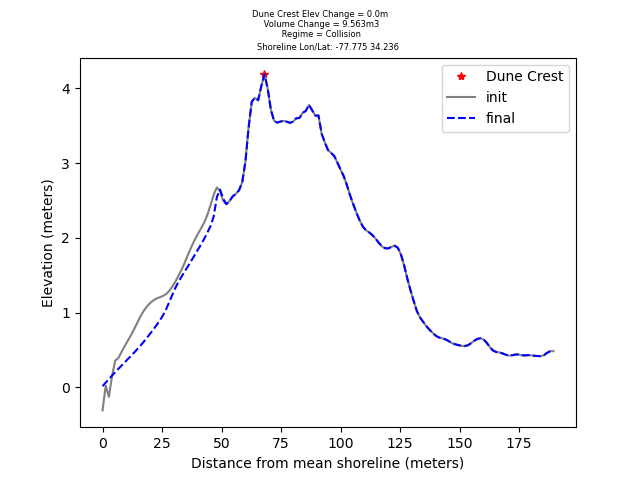 Dune Crest Elev Change = 0.0m
Volume Change = 9.563m3
Regime = Collision
Shoreline Lon/Lat: -77.775 34.236
Dune Crest
init
final
Elevation (meters)
4
3
2
1
0
0 25 50 75 100 125 150 175
Distance from mean shoreline (meters)